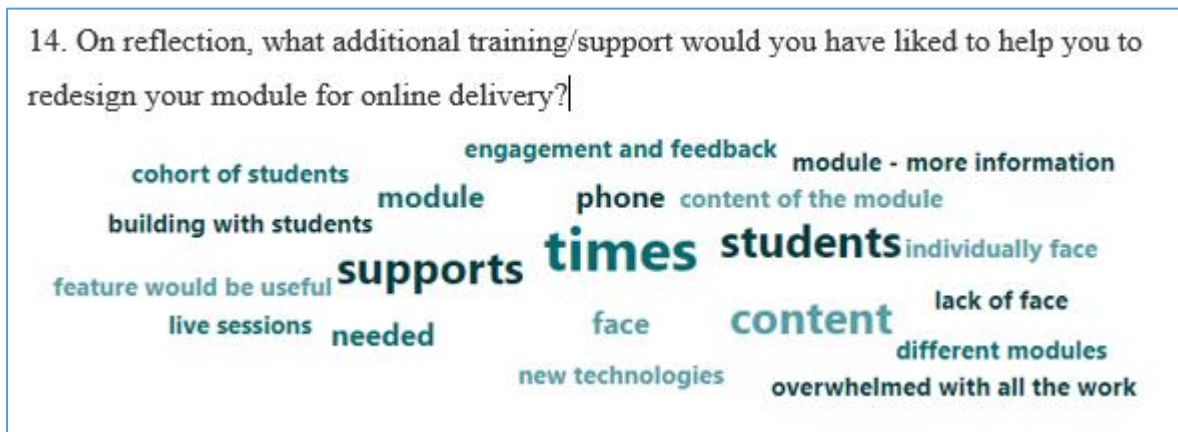 14. On reflection, what additional training/support would you have liked to help you to
redesign your module for online delivery?
engagement and feedback
module - more information
cohort of students
module
phone
content of the module
building with students
times
students
individually face
supports
feature would be useful
lack of face
live sessions
needed
face
content
different modules
new technologies
overwhelmed with all the work